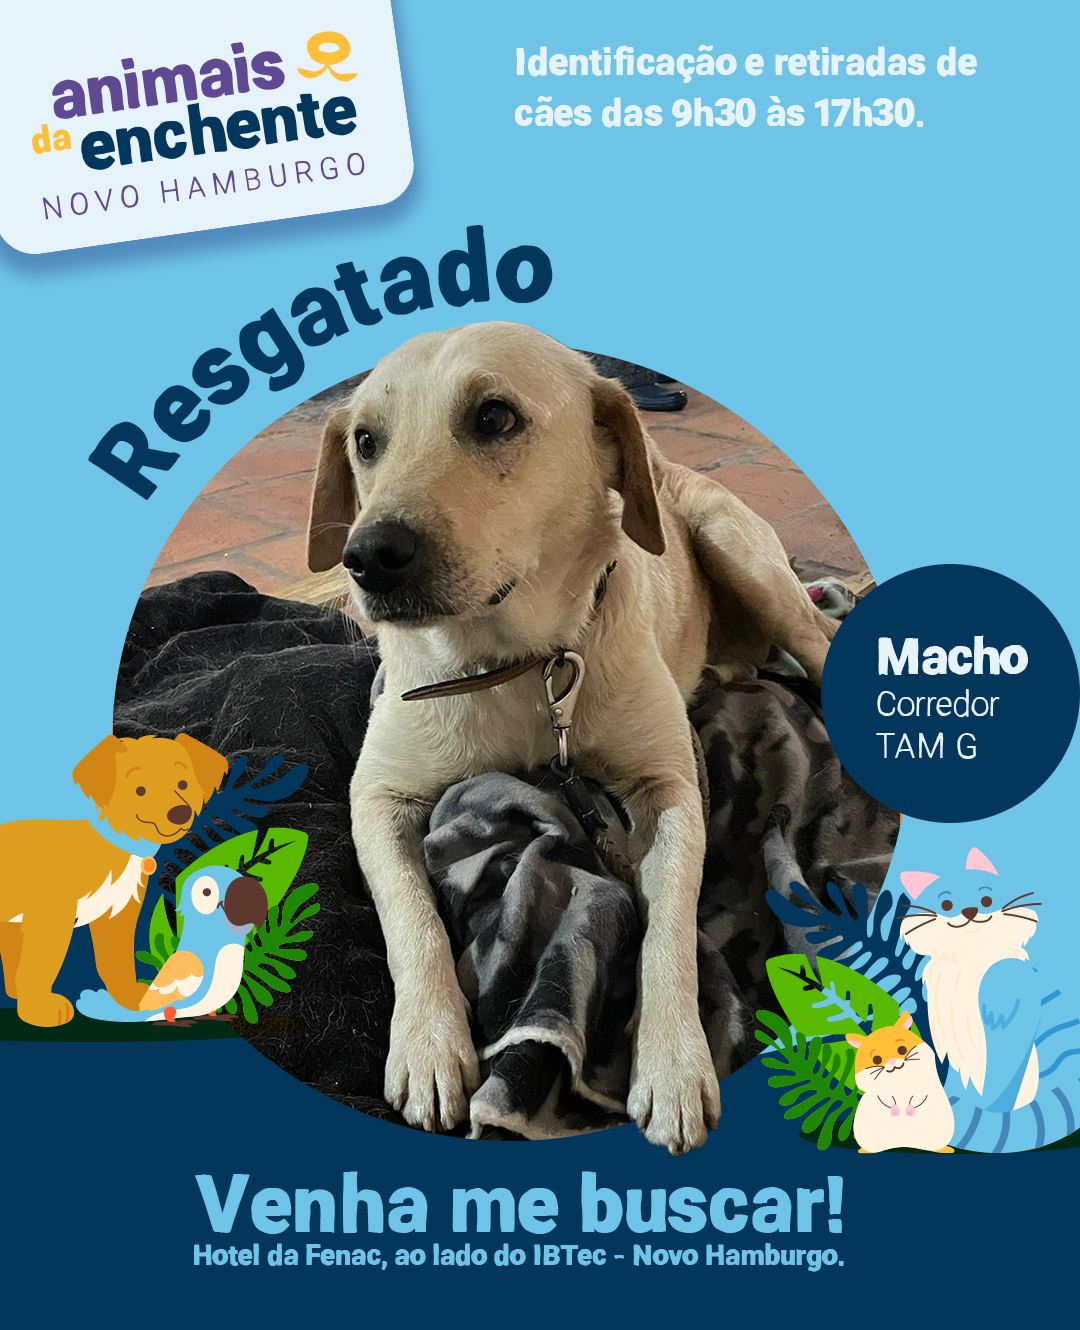 animais
da enchente
NOVO HAMBURGO
Identificação e retiradas de
cães das 9h30 às 17h30.
Resgatado
Macho
Corredor
TAM G
Venha me buscar!
Hotel da Fenac, ao lado do IBTec - Novo Hamburgo.